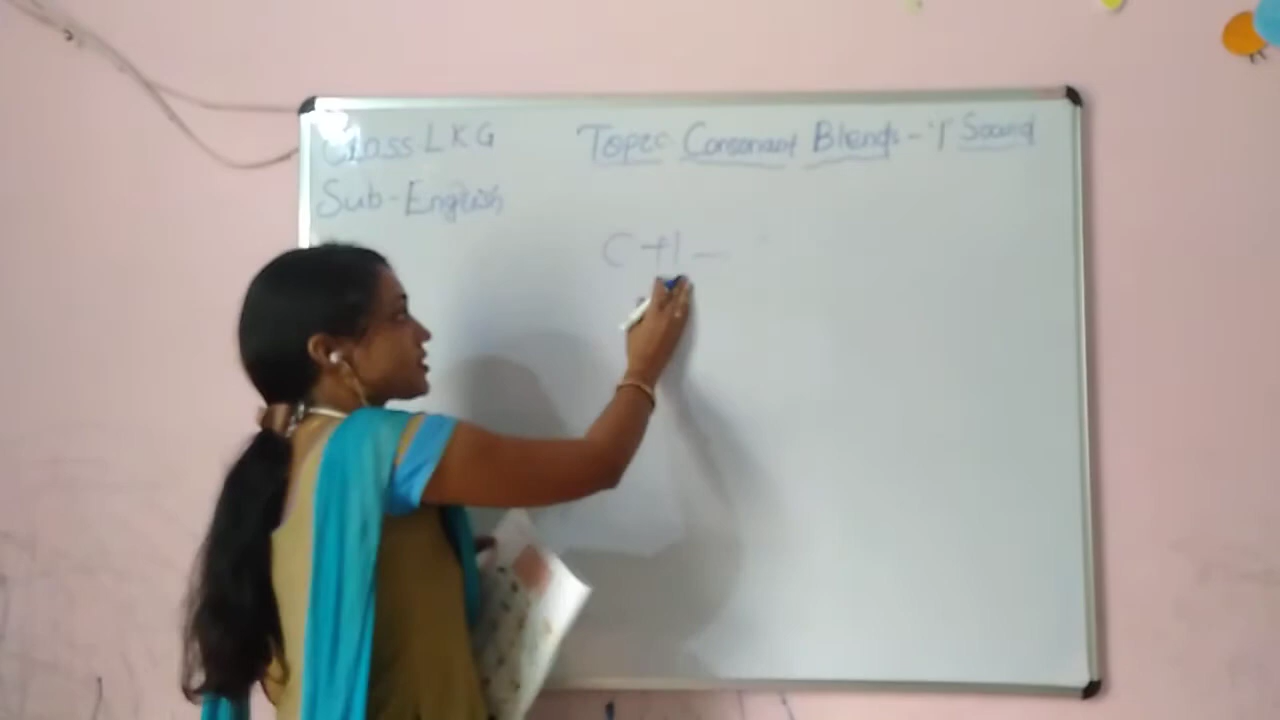 Class LKG
Topic Consonant Blends - 'l' Sound
Sub-English
C + l —